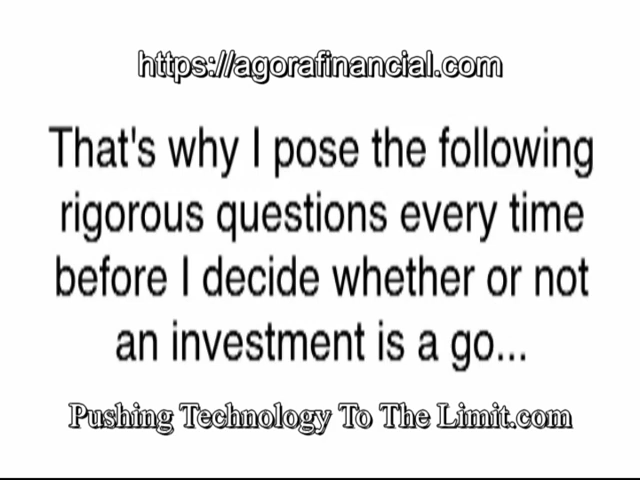 https://agorafinancial.com
That's why I pose the following
rigorous questions every time
before I decide whether or not
an investment is a go...
Pushing Technology To The Limit.com